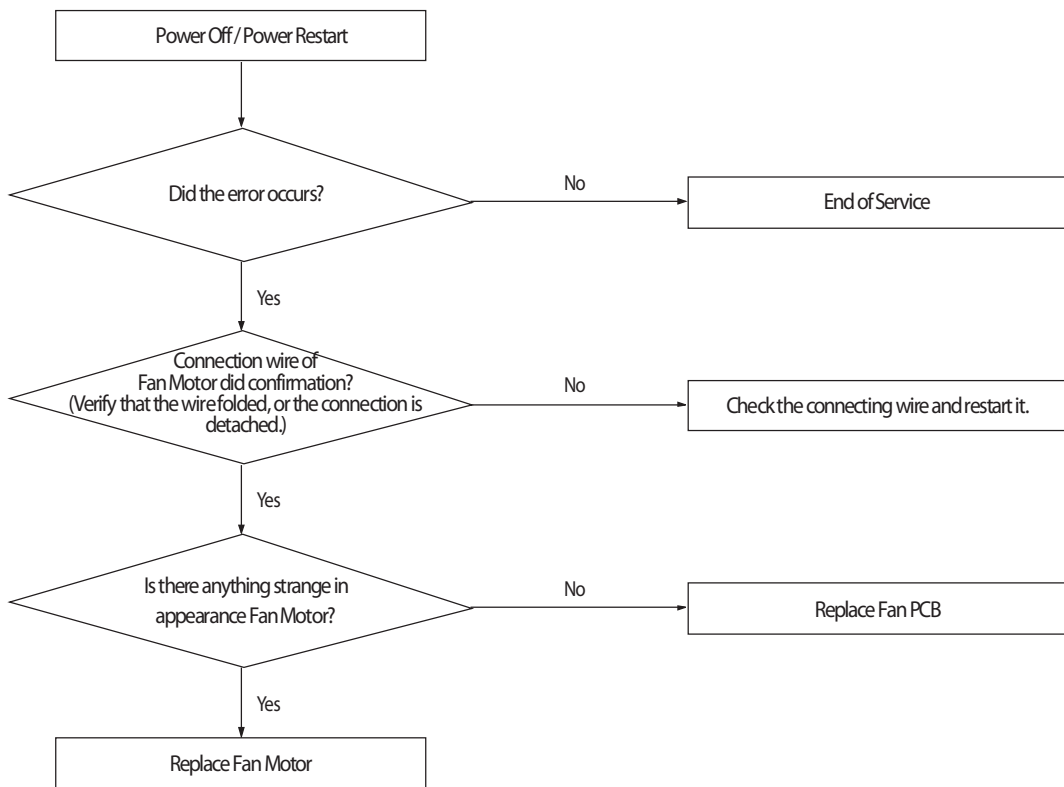 Power Off / Power Restart
Did the error occurs?
No
End of Service
Yes
Connection wire of
Fan Motor did confirmation?
(Verify that the wire folded, or the connection is
detached.)
No
Check the connecting wire and restart it.
Yes
Is there anything strange in
appearance Fan Motor?
No
Replace Fan PCB
Yes
Replace Fan Motor